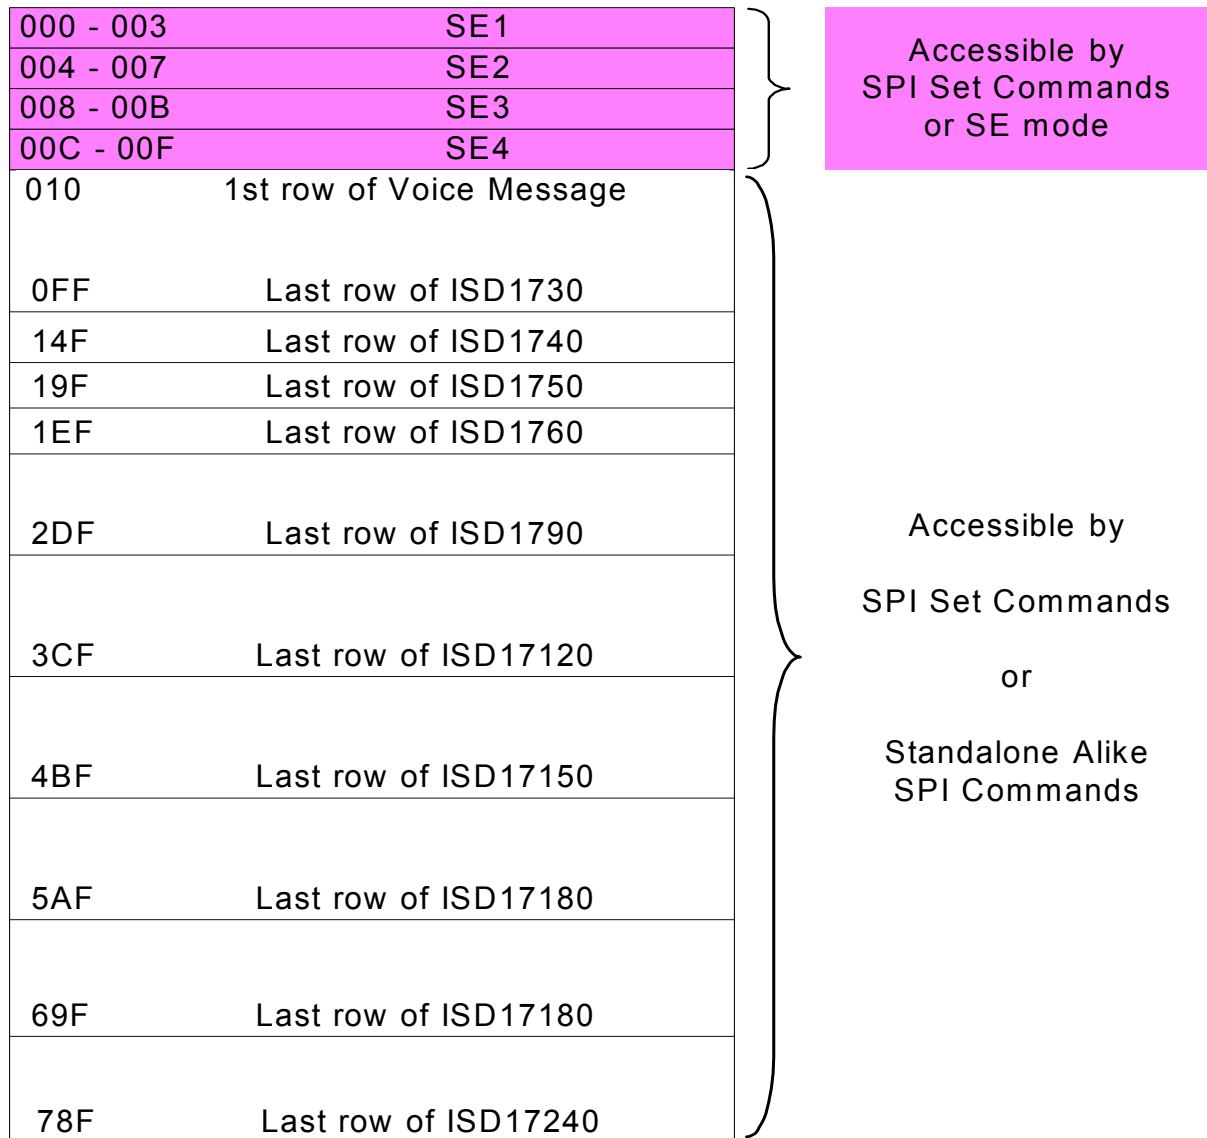 000 - 003 SE1
004 - 007 SE2
008 - 00B SE3
00C - 00F SE4
Accessible by
SPI Set Commands
or SE mode
010 1st row of Voice Message
0FF Last row of ISD1730
14F Last row of ISD1740
19F Last row of ISD1750
1EF Last row of ISD1760
2DF Last row of ISD1790
3CF Last row of ISD17120
4BF Last row of ISD17150
5AF Last row of ISD17180
69F Last row of ISD17180
78F Last row of ISD17240
Accessible by
SPI Set Commands
or
Standalone Alike
SPI Commands